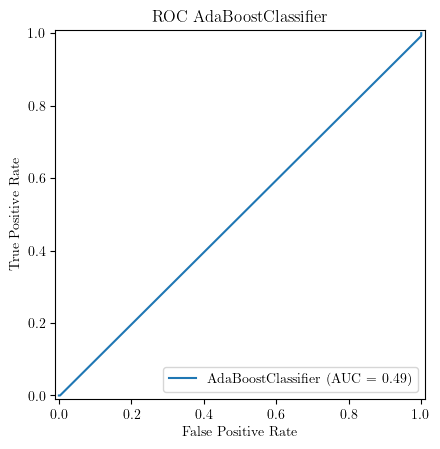 ROC AdaBoostClassifier
True Positive Rate
1.0
0.8
0.6
0.4
0.2
0.0
AdaBoostClassifier (AUC = 0.49)
0.0 0.2 0.4 0.6 0.8 1.0
False Positive Rate